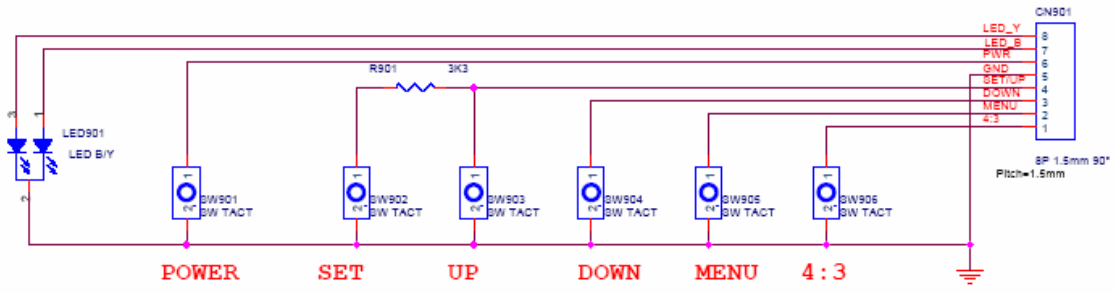 CN901
LED_Y 8
LED_B 7
PWR 6
GND 5
SET/UP 4
DOWN 3
MENU 2
4:3 1
R901 3K3
3 1
LED901
LED B/Y
2
8P 1.5mm 90°
Pitch=1.5mm
1 SW901 2 SW TACT
1 SW902 2 SW TACT
1 SW903 2 SW TACT
1 SW904 2 SW TACT
1 SW905 2 SW TACT
1 SW906 2 SW TACT
POWER SET UP DOWN MENU 4:3